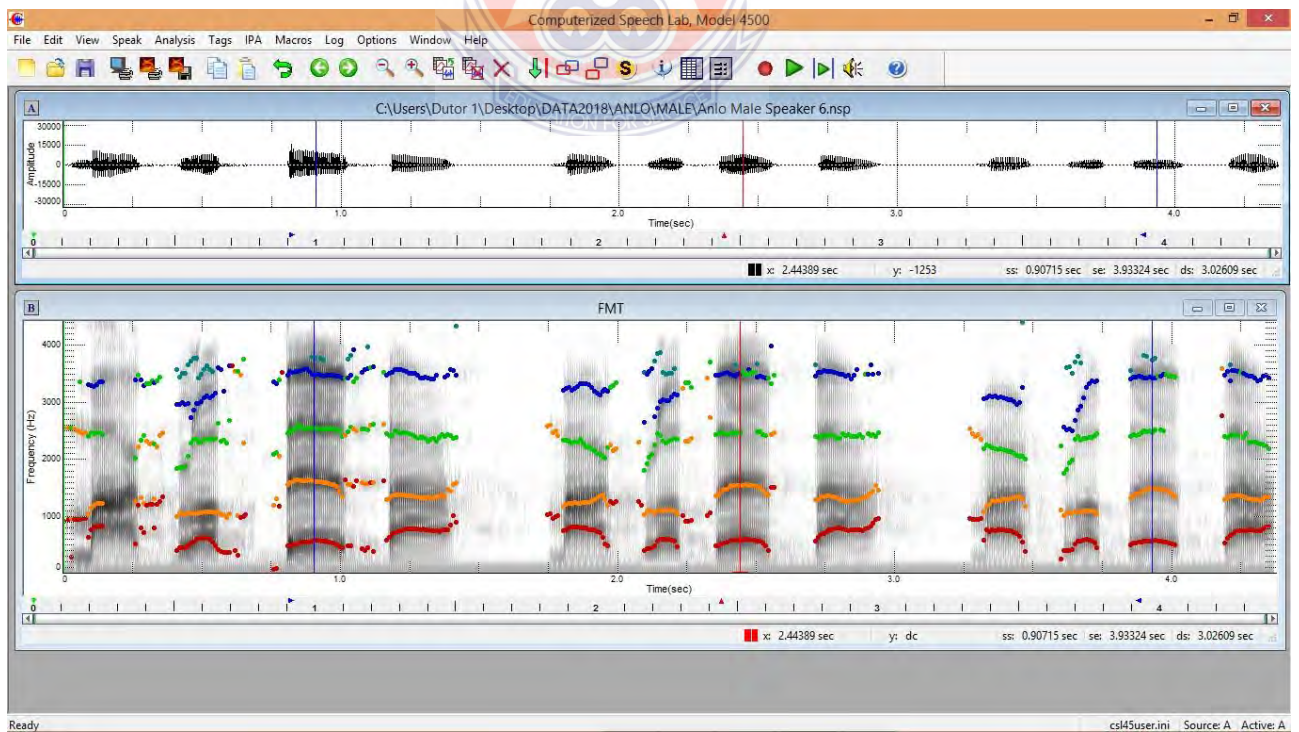 Computerized Speech Lab, Model 4500
File Edit View Speak Analysis Tags IPA Macros Log Options Window Help
A
C:\Users\Dutor 1\Desktop\DATA2018\ANLO\MALE\Anlo Male Speaker 6.nsp
30000
15000
0
-15000
-30000
Amplitude
0 1.0 2.0 3.0 4.0
Time(sec)
0 1 2 3 4
x: 2.44389 sec y: -1253 ss: 0.90715 sec se: 3.93324 sec ds: 3.02609 sec
B
FMT
4000
3000
2000
1000
0
Frequency (Hz)
0 1.0 2.0 3.0 4.0
Time(sec)
0 1 2 3 4
x: 2.44389 sec y: dc ss: 0.90715 sec se: 3.93324 sec ds: 3.02609 sec
Ready csl45user.ini Source: A Active: A